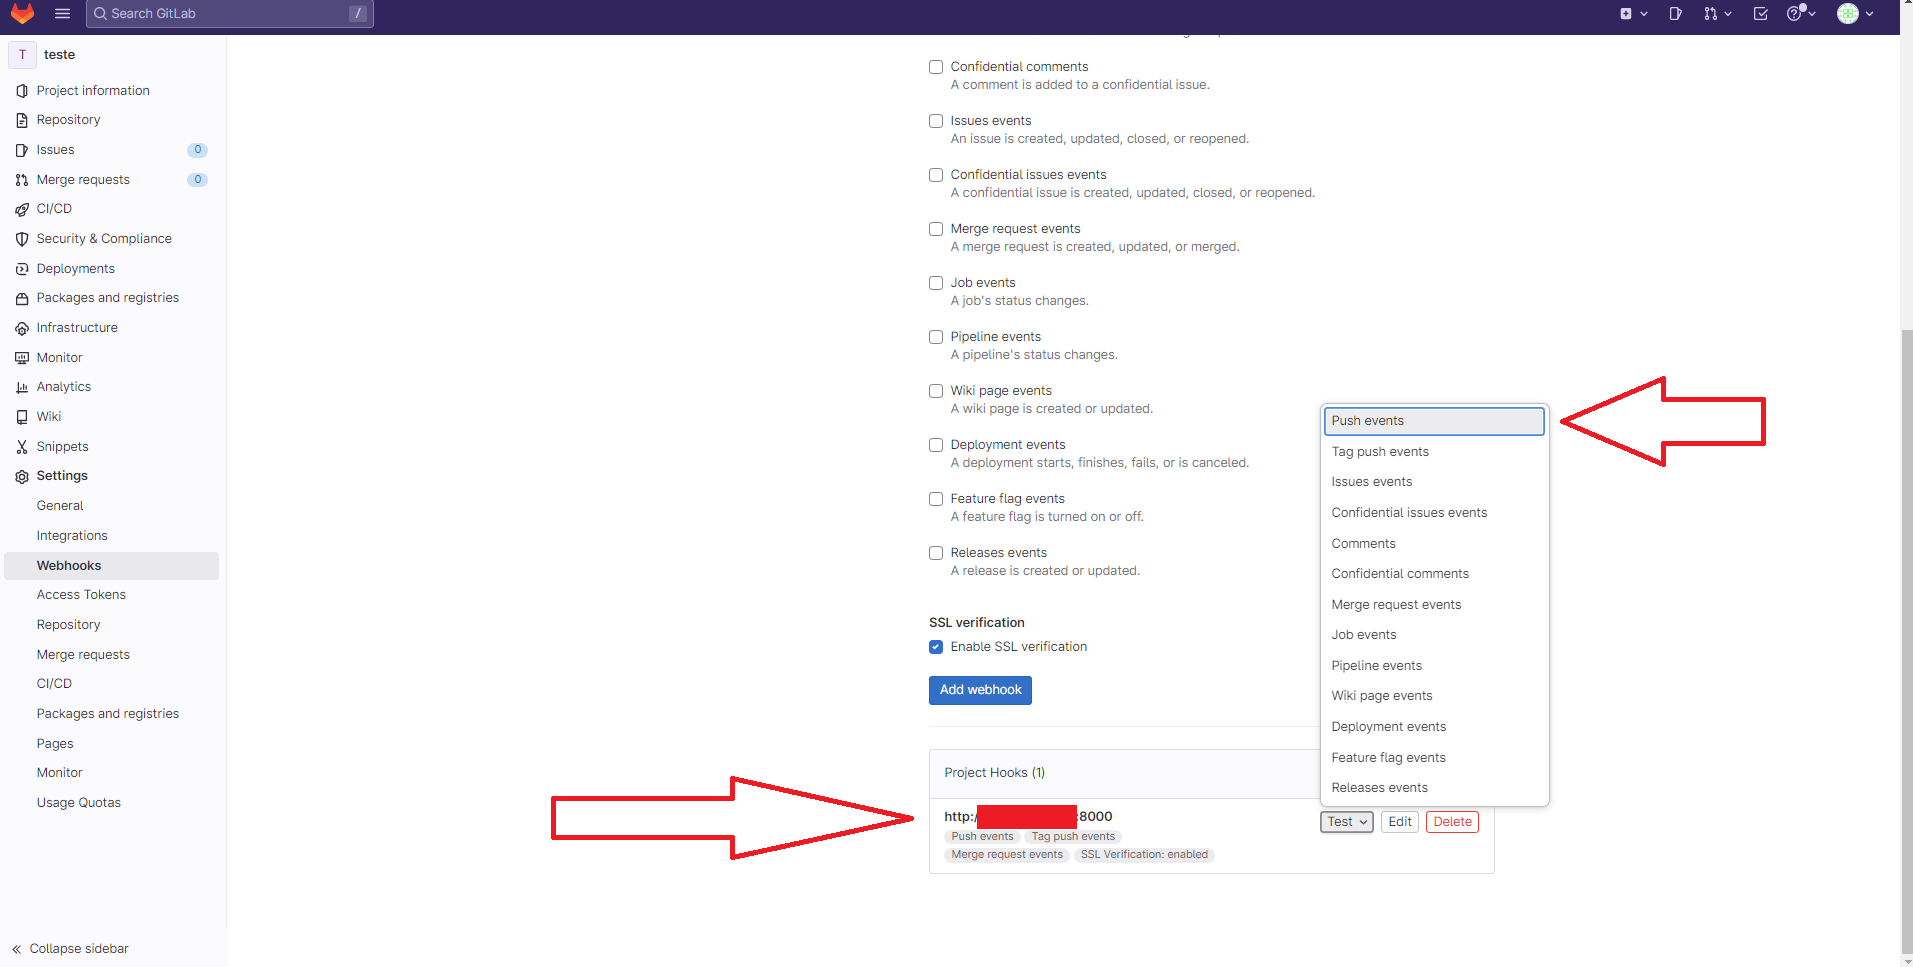 Search GitLab /
T teste
Project information
Repository
Issues 0
Merge requests 0
CI/CD
Security & Compliance
Deployments
Packages and registries
Infrastructure
Monitor
Analytics
Wiki
Snippets
Settings
General
Integrations
Webhooks
Access Tokens
Repository
Merge requests
CI/CD
Packages and registries
Pages
Monitor
Usage Quotas
Collapse sidebar
Confidential comments
A comment is added to a confidential issue.
Issues events
An issue is created, updated, closed, or reopened.
Confidential issues events
A confidential issue is created, updated, closed, or reopened.
Merge request events
A merge request is created, updated, or merged.
Job events
A job's status changes.
Pipeline events
A pipeline's status changes.
Wiki page events
A wiki page is created or updated.
Deployment events
A deployment starts, finishes, fails, or is canceled.
Feature flag events
A feature flag is turned on or off.
Releases events
A release is created or updated.
SSL verification
Enable SSL verification
Add webhook
Project Hooks (1)
http:/ :8000
Push events Tag push events
Merge request events SSL Verification: enabled
Test Edit Delete
Push events
Tag push events
Issues events
Confidential issues events
Comments
Confidential comments
Merge request events
Job events
Pipeline events
Wiki page events
Deployment events
Feature flag events
Releases events